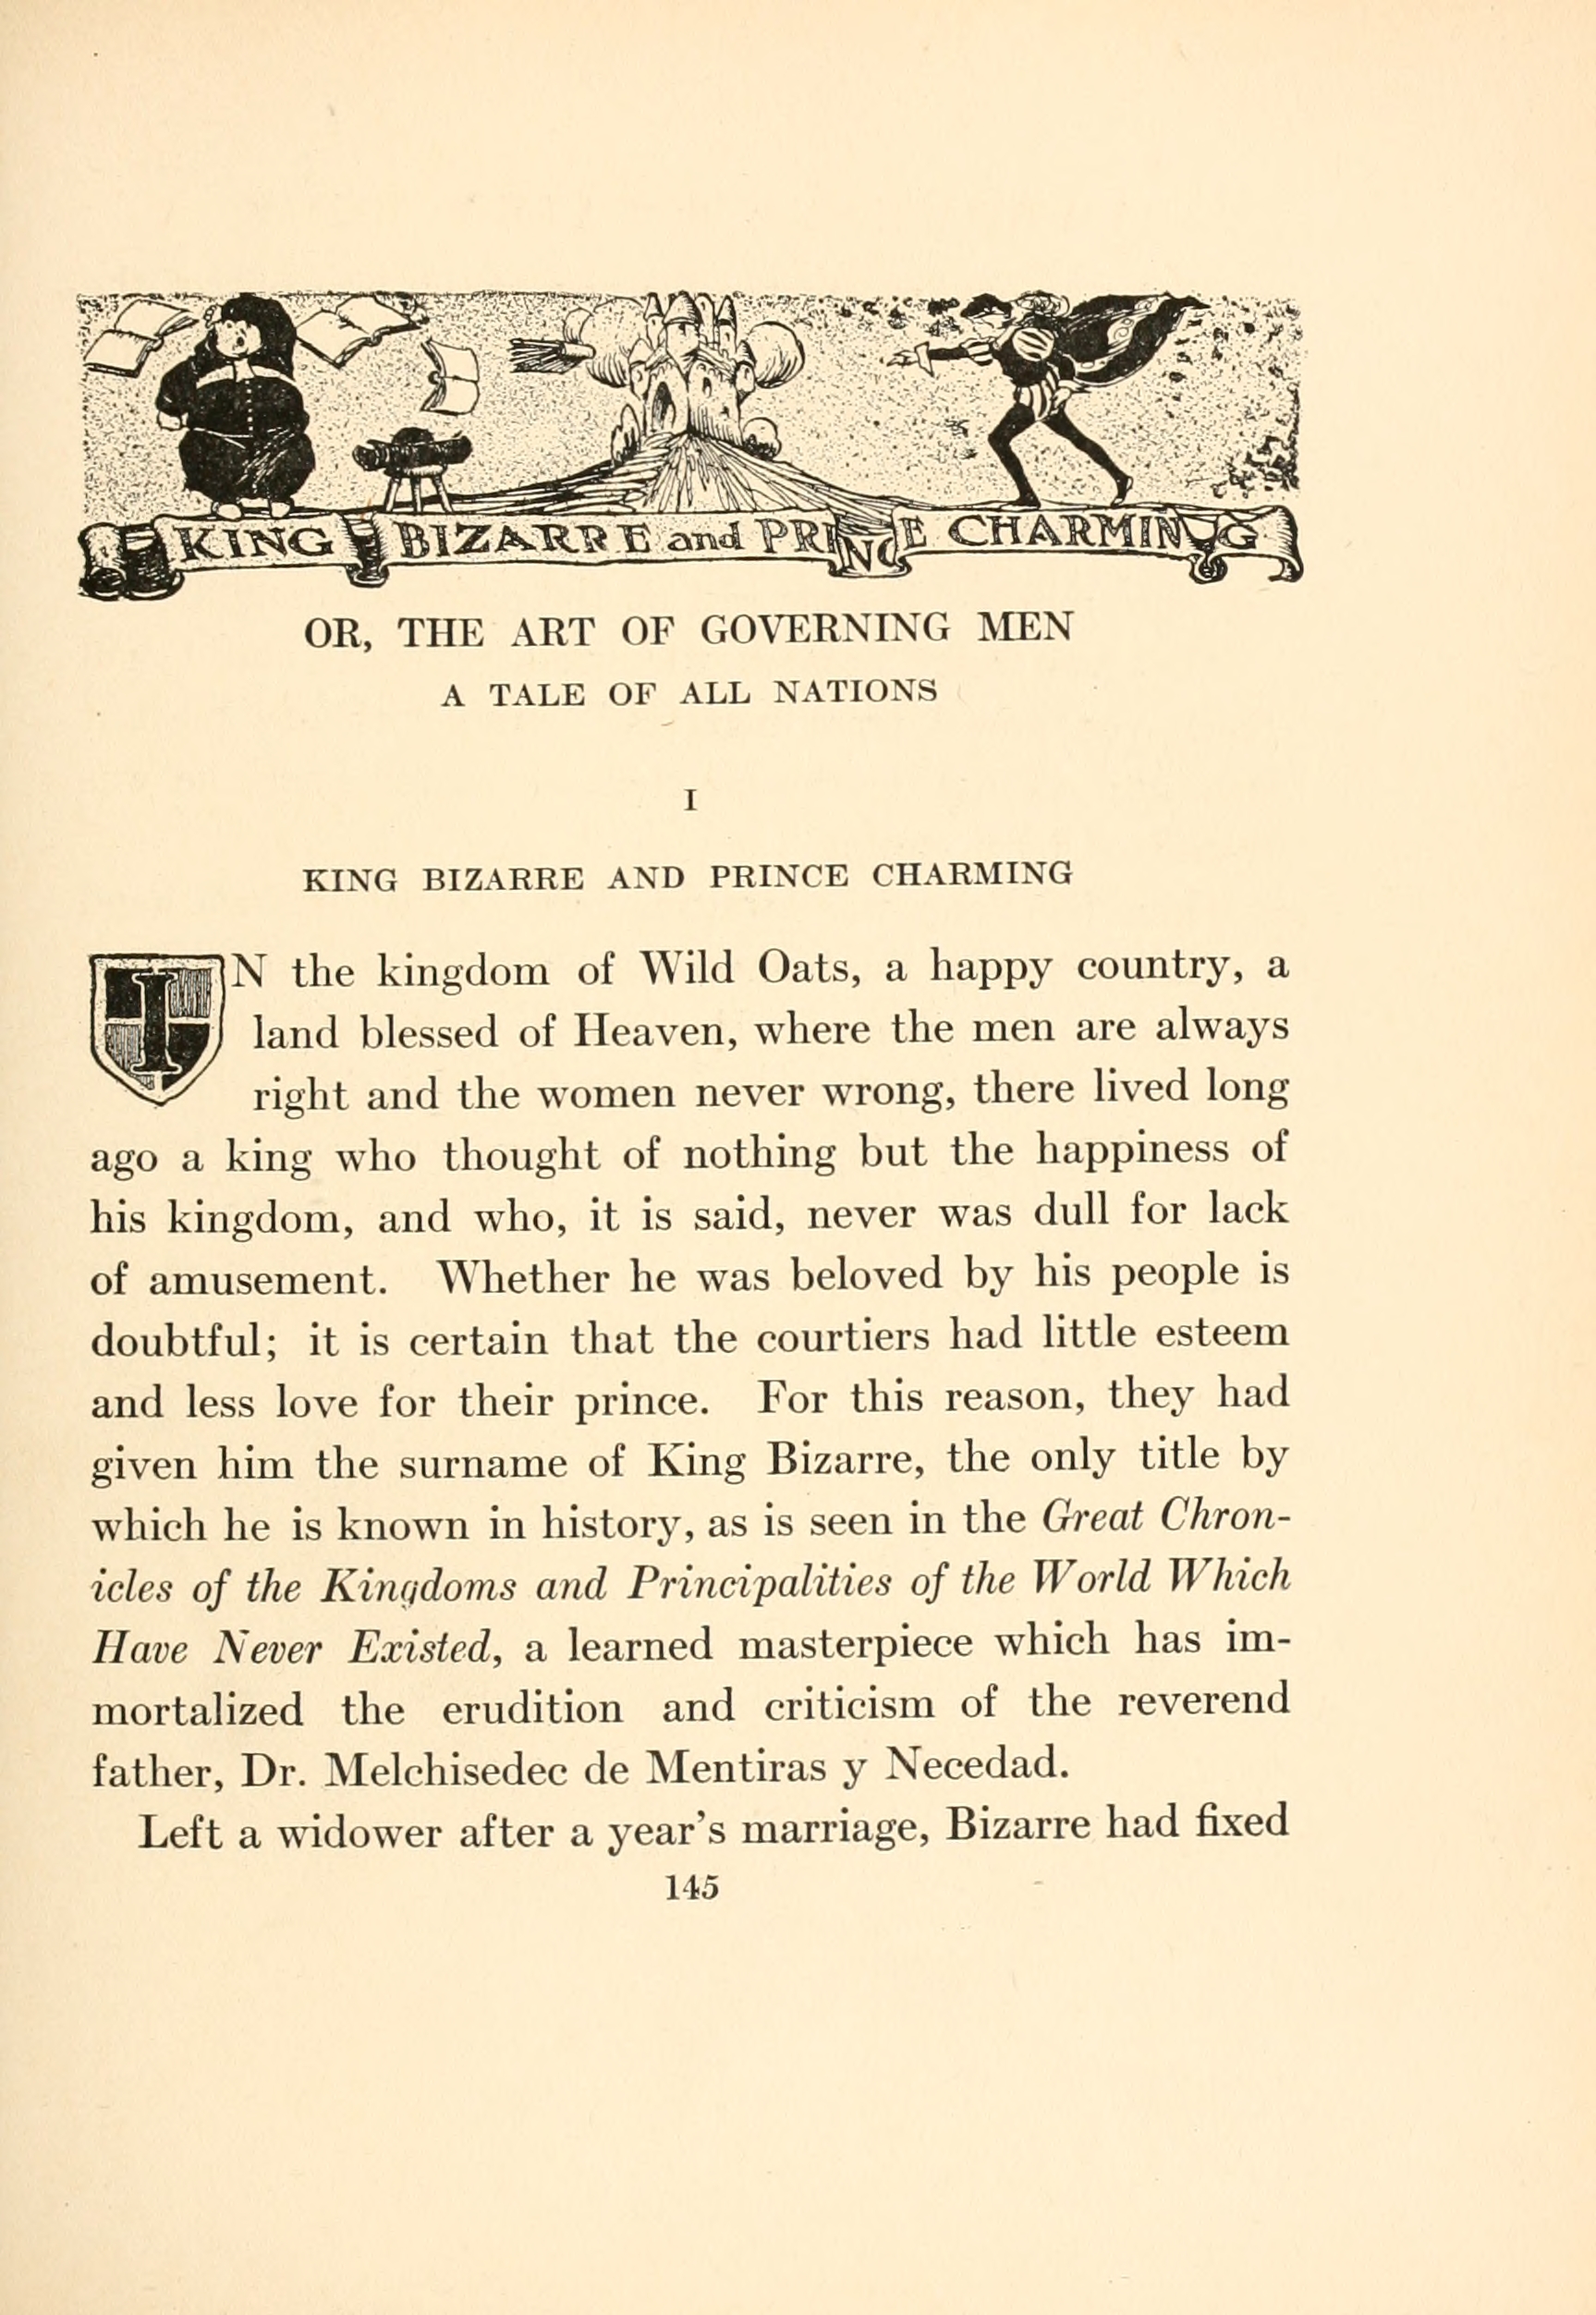 KING BIZARRE and PRINCE CHARMING
OR, THE ART OF GOVERNING MEN
A TALE OF ALL NATIONS
I
KING BIZARRE AND PRINCE CHARMING
IN the kingdom of Wild Oats, a happy country, a
land blessed of Heaven, where the men are always
right and the women never wrong, there lived long
ago a king who thought of nothing but the happiness of
his kingdom, and who, it is said, never was dull for lack
of amusement. Whether he was beloved by his people is
doubtful; it is certain that the courtiers had little esteem
and less love for their prince. For this reason, they had
given him the surname of King Bizarre, the only title by
which he is known in history, as is seen in the Great Chron-
icles of the Kingdoms and Principalities of the World Which
Have Never Existed, a learned masterpiece which has im-
mortalized the erudition and criticism of the reverend
father, Dr. Melchisedec de Mentiras y Necedad.
Left a widower after a year's marriage, Bizarre had fixed
145